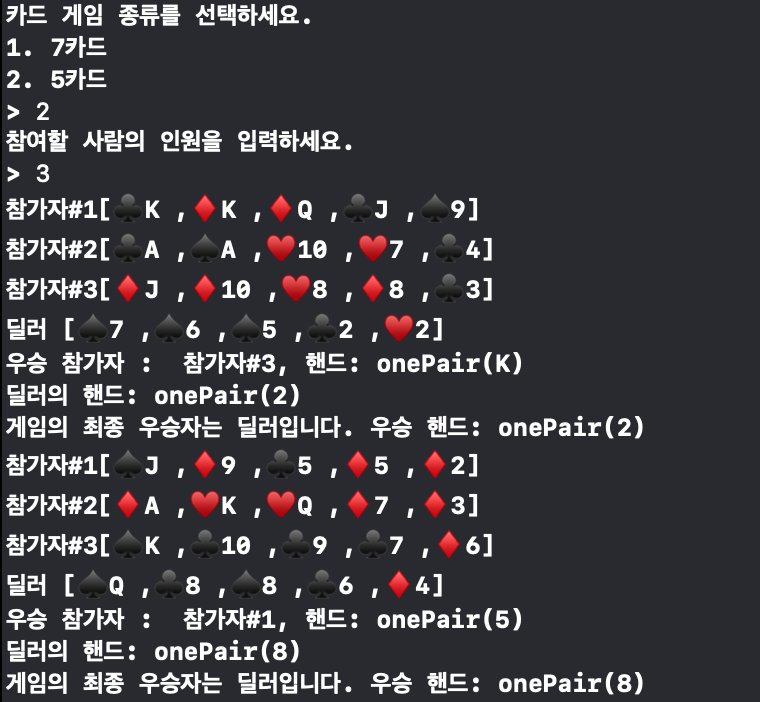 카드 게임 종류를 선택하세요.
1. 7카드
2. 5카드
> 2
참여할 사람의 인원을 입력하세요.
> 3
참가자#1[♣️K ,♦️K ,♦️Q ,♣️J ,♠️9]
참가자#2[♣️A ,♠️A ,♥️10 ,♥️7 ,♣️4]
참가자#3[♦️J ,♦️10 ,♥️8 ,♦️8 ,♣️3]
딜러 [♠️7 ,♠️6 ,♠️5 ,♣️2 ,♥️2]
우승 참가자 :  참가자#3, 핸드: onePair(K)
딜러의 핸드: onePair(2)
게임의 최종 우승자는 딜러입니다. 우승 핸드: onePair(2)
참가자#1[♠️J ,♦️9 ,♣️5 ,♦️5 ,♦️2]
참가자#2[♦️A ,♥️K ,♥️Q ,♦️7 ,♦️3]
참가자#3[♠️K ,♣️10 ,♣️9 ,♣️7 ,♦️6]
딜러 [♠️Q ,♣️8 ,♠️8 ,♣️6 ,♦️4]
우승 참가자 :  참가자#1, 핸드: onePair(5)
딜러의 핸드: onePair(8)
게임의 최종 우승자는 딜러입니다. 우승 핸드: onePair(8)